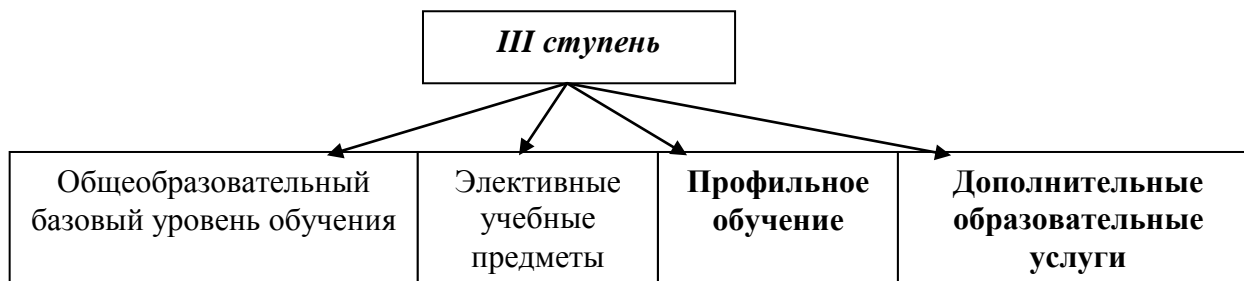 III ступень
Общеобразовательный
базовый уровень обучения
Элективные
учебные
предметы
Профильное
обучение
Дополнительные
образовательные
услуги